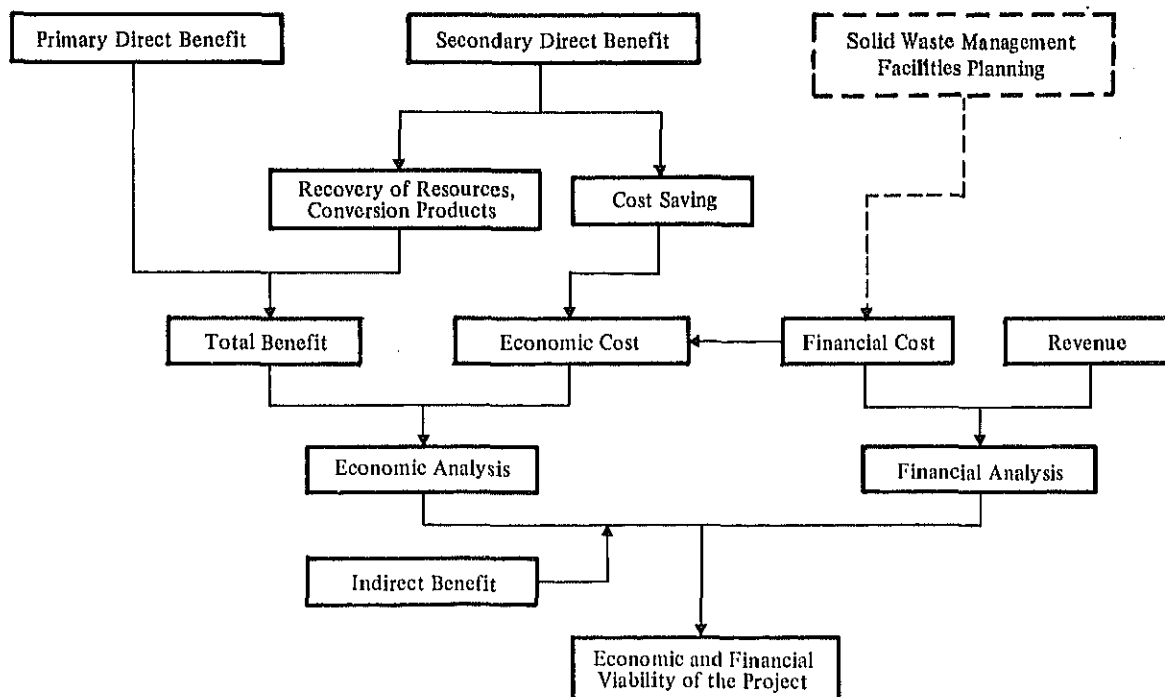 Primary Direct Benefit
Secondary Direct Benefit
Solid Waste Management
Facilities Planning
Recovery of Resources,
Conversion Products
Cost Saving
Total Benefit
Economic Cost
Financial Cost
Revenue
Economic Analysis
Financial Analysis
Indirect Benefit
Economic and Financial
Viability of the Project